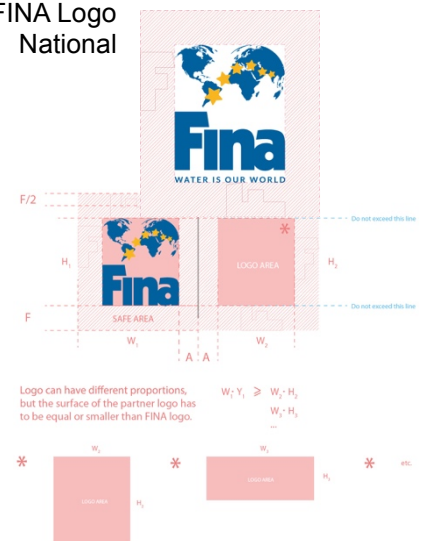 FINA Logo
National
Fina
WATER IS OUR WORLD
F/2
Do not exceed this line
*
H₁
LOGO AREA
H₂
Fina
Do not exceed this line
F
SAFE AREA
W₁
W₂
A A
Logo can have different proportions,
but the surface of the partner logo has
to be equal or smaller than FINA logo.
W₁· Y₁ ⩾ W₂· H₂
W₂· H₃
...
* W₂
* W₂
* etc.
LOGO AREA
H₃
LOGO AREA